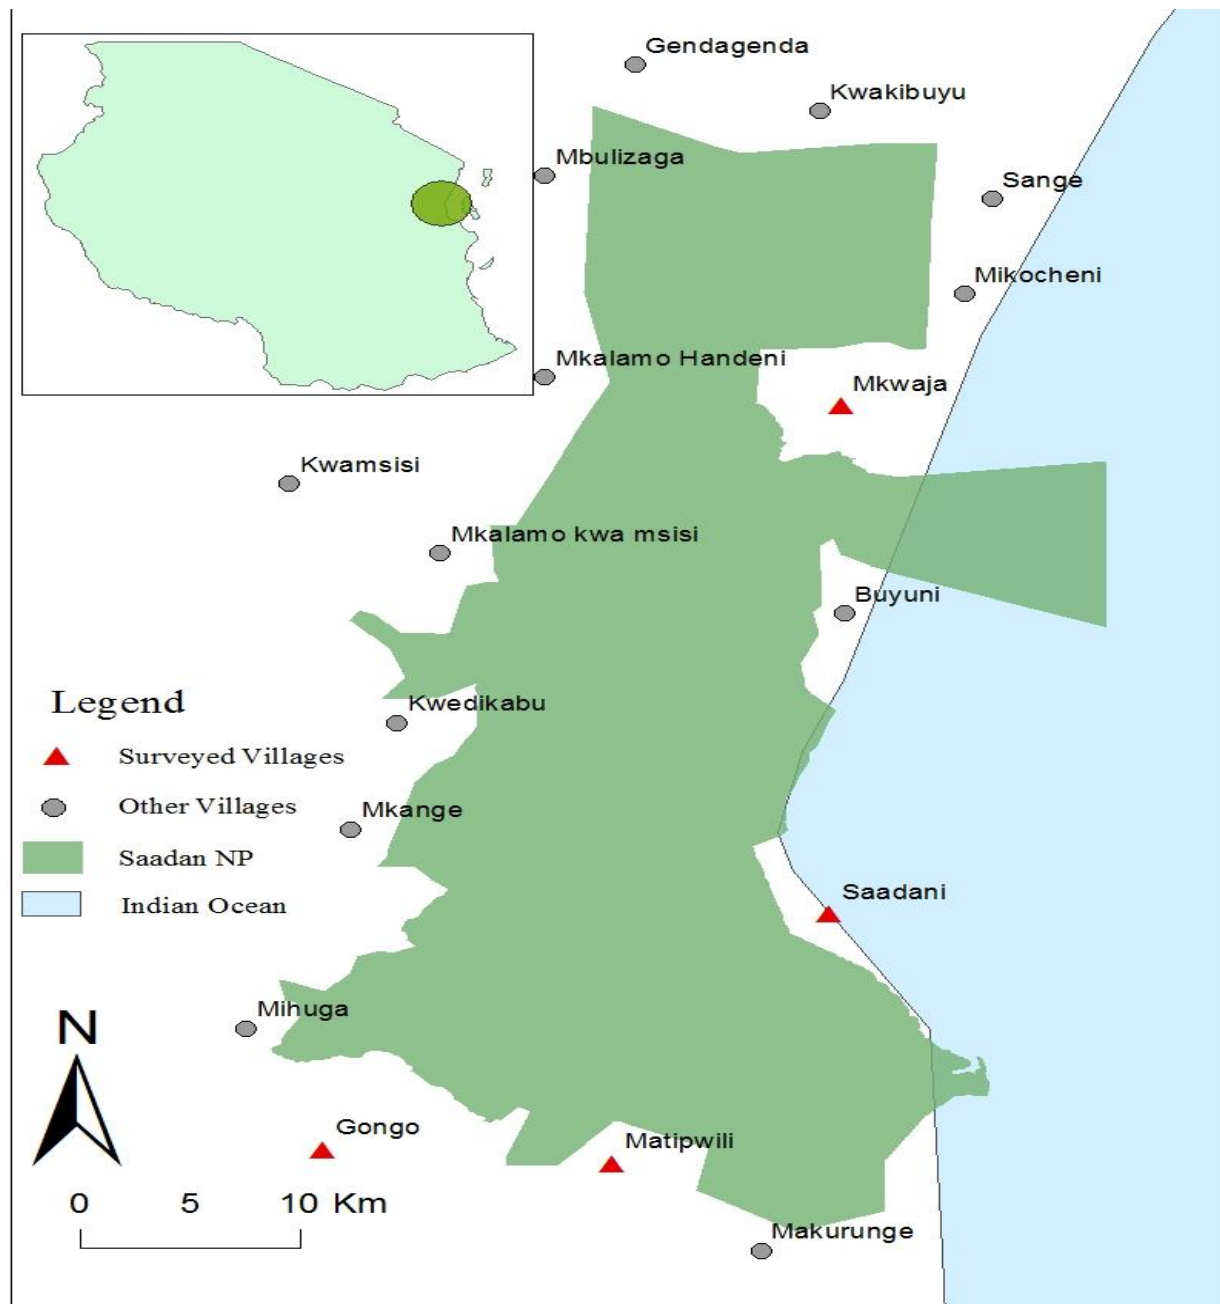 Gendagenda
Kwakibuyu
Mbulizaga
Sange
Mikocheni
Mkalamo Handeni
Mkwaja
Kwamsisi
Mkalamo kwa msisi
Buyuni
Legend
Kwedikabu
Surveyed Villages
Other Villages
Mkange
Saadan NP
Indian Ocean
Saadani
Mihuga
N
Gongo
Matipwili
0 5 10 Km
Makurunge